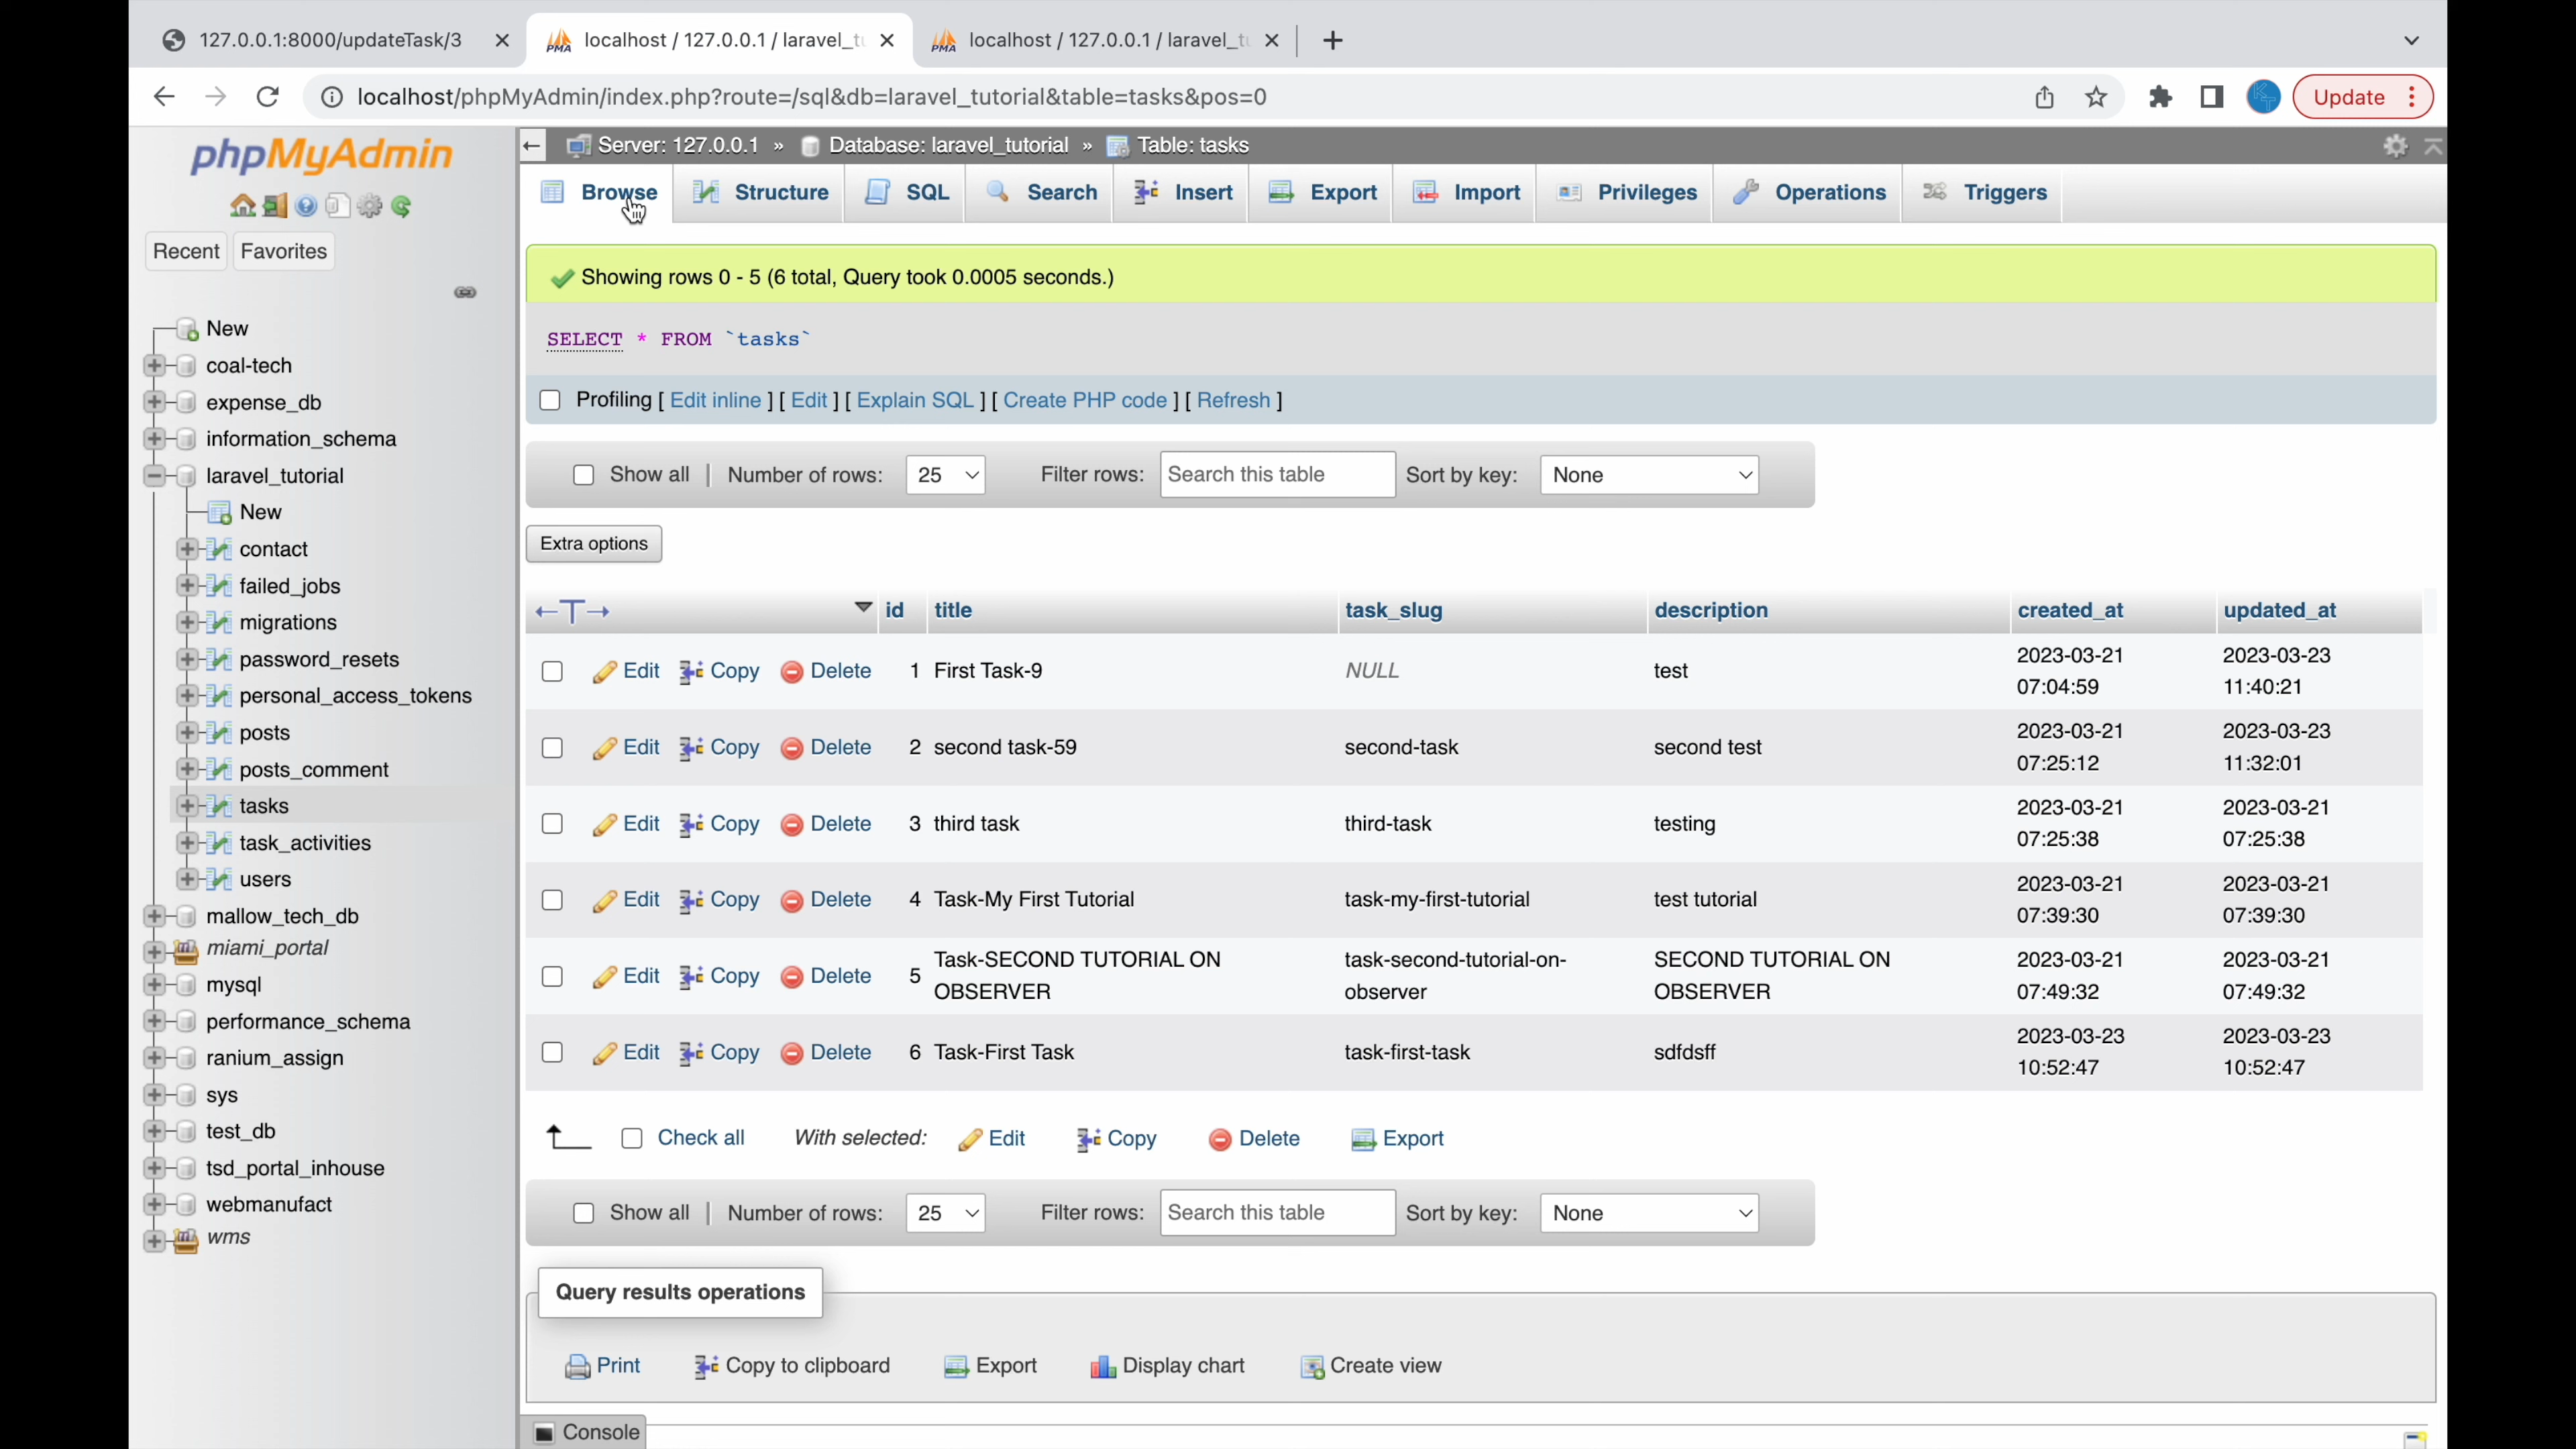 127.0.0.1:8000/updateTask/3
localhost / 127.0.0.1 / laravel_tu
localhost / 127.0.0.1 / laravel_tu
localhost/phpMyAdmin/index.php?route=/sql&db=laravel_tutorial&table=tasks&pos=0
Update
phpMyAdmin
Recent Favorites
New
coal-tech
expense_db
information_schema
laravel_tutorial
New
contact
failed_jobs
migrations
password_resets
personal_access_tokens
posts
posts_comment
tasks
task_activities
users
mallow_tech_db
miami_portal
mysql
performance_schema
ranium_assign
sys
test_db
tsd_portal_inhouse
webmanufact
wms
Server: 127.0.0.1 » Database: laravel_tutorial » Table: tasks
Browse Structure SQL Search Insert Export Import Privileges Operations Triggers
Showing rows 0 - 5 (6 total, Query took 0.0005 seconds.)
SELECT * FROM `tasks`
Profiling [ Edit inline ] [ Edit ] [ Explain SQL ] [ Create PHP code ] [ Refresh ]
Show all | Number of rows: 25 Filter rows: Search this table Sort by key: None
Extra options
←T→ id title task_slug description created_at updated_at
Edit Copy Delete 1 First Task-9 NULL test 2023-03-21 2023-03-23
07:04:59 11:40:21
Edit Copy Delete 2 second task-59 second-task second test 2023-03-21 2023-03-23
07:25:12 11:32:01
Edit Copy Delete 3 third task third-task testing 2023-03-21 2023-03-21
07:25:38 07:25:38
Edit Copy Delete 4 Task-My First Tutorial task-my-first-tutorial test tutorial 2023-03-21 2023-03-21
07:39:30 07:39:30
Edit Copy Delete 5 Task-SECOND TUTORIAL ON task-second-tutorial-on- SECOND TUTORIAL ON 2023-03-21 2023-03-21
OBSERVER observer OBSERVER 07:49:32 07:49:32
Edit Copy Delete 6 Task-First Task task-first-task sdfdsff 2023-03-23 2023-03-23
10:52:47 10:52:47
Check all With selected: Edit Copy Delete Export
Show all | Number of rows: 25 Filter rows: Search this table Sort by key: None
Query results operations
Print Copy to clipboard Export Display chart Create view
Console